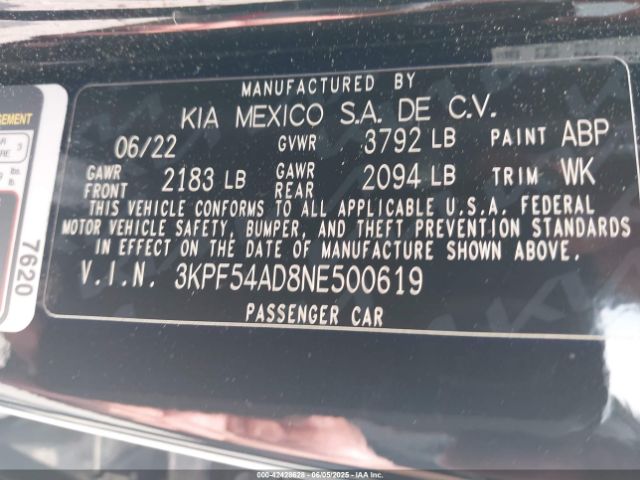 MANUFACTURED BY
KIA MEXICO S.A. DE C.V.
06/22 GVWR 3792 LB PAINT ABP
GAWR FRONT 2183 LB GAWR REAR 2094 LB TRIM WK
THIS VEHICLE CONFORMS TO ALL APPLICABLE U.S.A. FEDERAL
MOTOR VEHICLE SAFETY, BUMPER, AND THEFT PREVENTION STANDARDS
IN EFFECT ON THE DATE OF MANUFACTURE SHOWN ABOVE.
V.I.N. 3KPF54AD8NE500619
PASSENGER CAR
7620
000-42428628 - 06/05/2025 - IAA Inc.